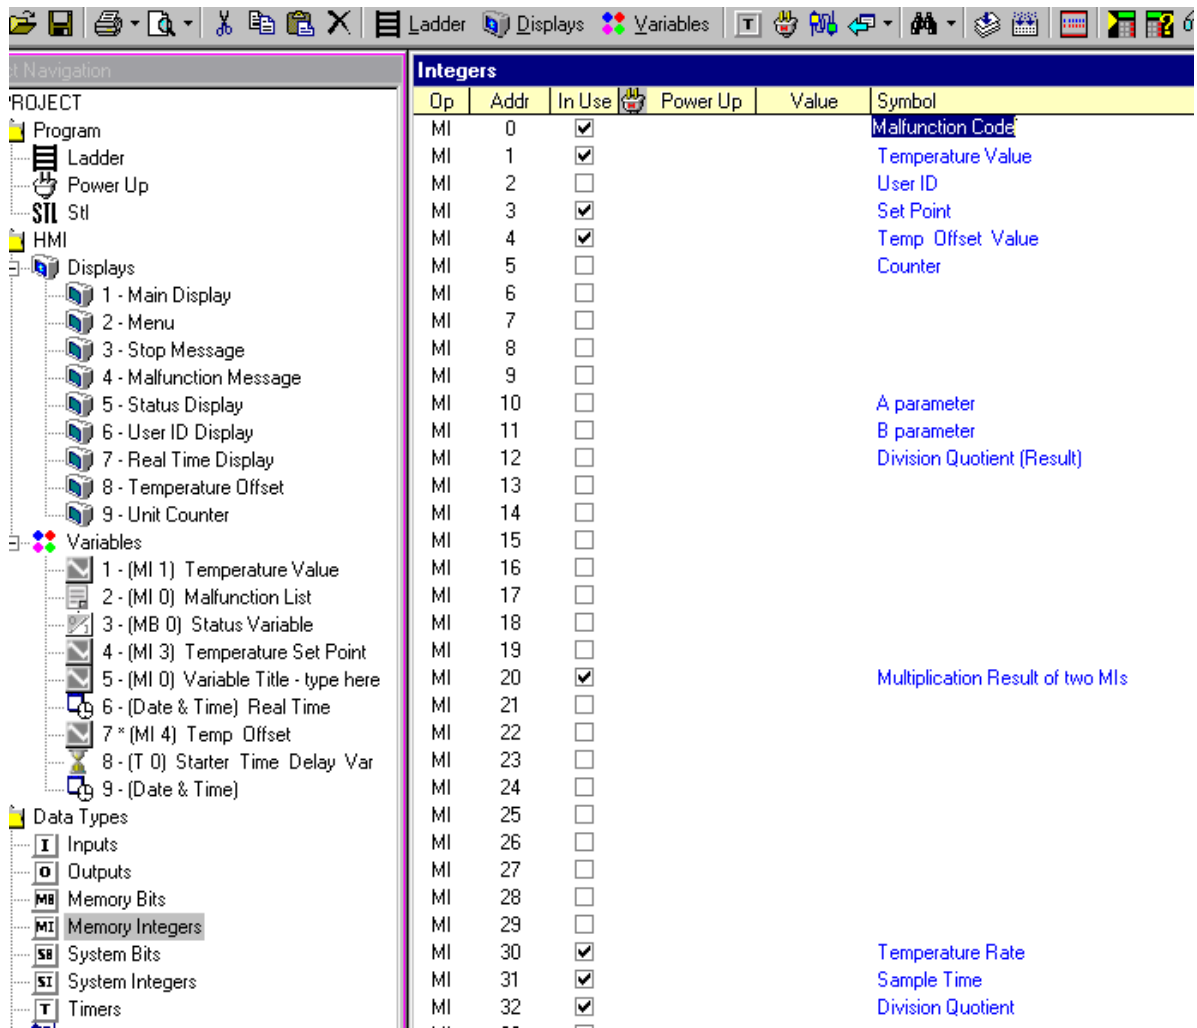 Ladder Displays Variables T
st Navigation
PROJECT
Program
Ladder
Power Up
STL Stl
HMI
Displays
1 - Main Display
2 - Menu
3 - Stop Message
4 - Malfunction Message
5 - Status Display
6 - User ID Display
7 - Real Time Display
8 - Temperature Offset
9 - Unit Counter
Variables
1 - (MI 1) Temperature Value
2 - (MI 0) Malfunction List
3 - (MB 0) Status Variable
4 - (MI 3) Temperature Set Point
5 - (MI 0) Variable Title - type here
6 - (Date & Time) Real Time
7 * (MI 4) Temp Offset
8 - (T 0) Starter Time Delay Var
9 - (Date & Time)
Data Types
I Inputs
O Outputs
MB Memory Bits
MI Memory Integers
SB System Bits
SI System Integers
T Timers
Integers
Op Addr In Use Power Up Value Symbol
MI 0 Malfunction Code
MI 1 Temperature Value
MI 2 User ID
MI 3 Set Point
MI 4 Temp Offset Value
MI 5 Counter
MI 6
MI 7
MI 8
MI 9
MI 10 A parameter
MI 11 B parameter
MI 12 Division Quotient (Result)
MI 13
MI 14
MI 15
MI 16
MI 17
MI 18
MI 19
MI 20 Multiplication Result of two MIs
MI 21
MI 22
MI 23
MI 24
MI 25
MI 26
MI 27
MI 28
MI 29
MI 30 Temperature Rate
MI 31 Sample Time
MI 32 Division Quotient